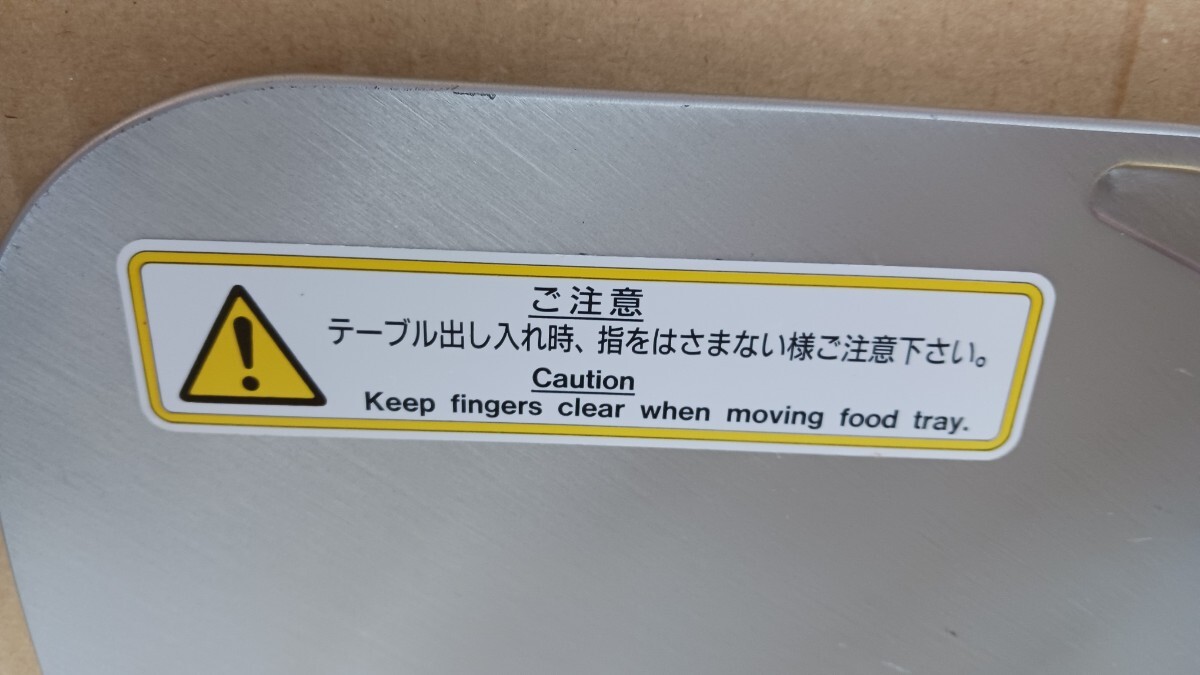 ご注意
テーブル出し入れ時、指をはさまない様ご注意下さい。
Caution
Keep fingers clear when moving food tray.